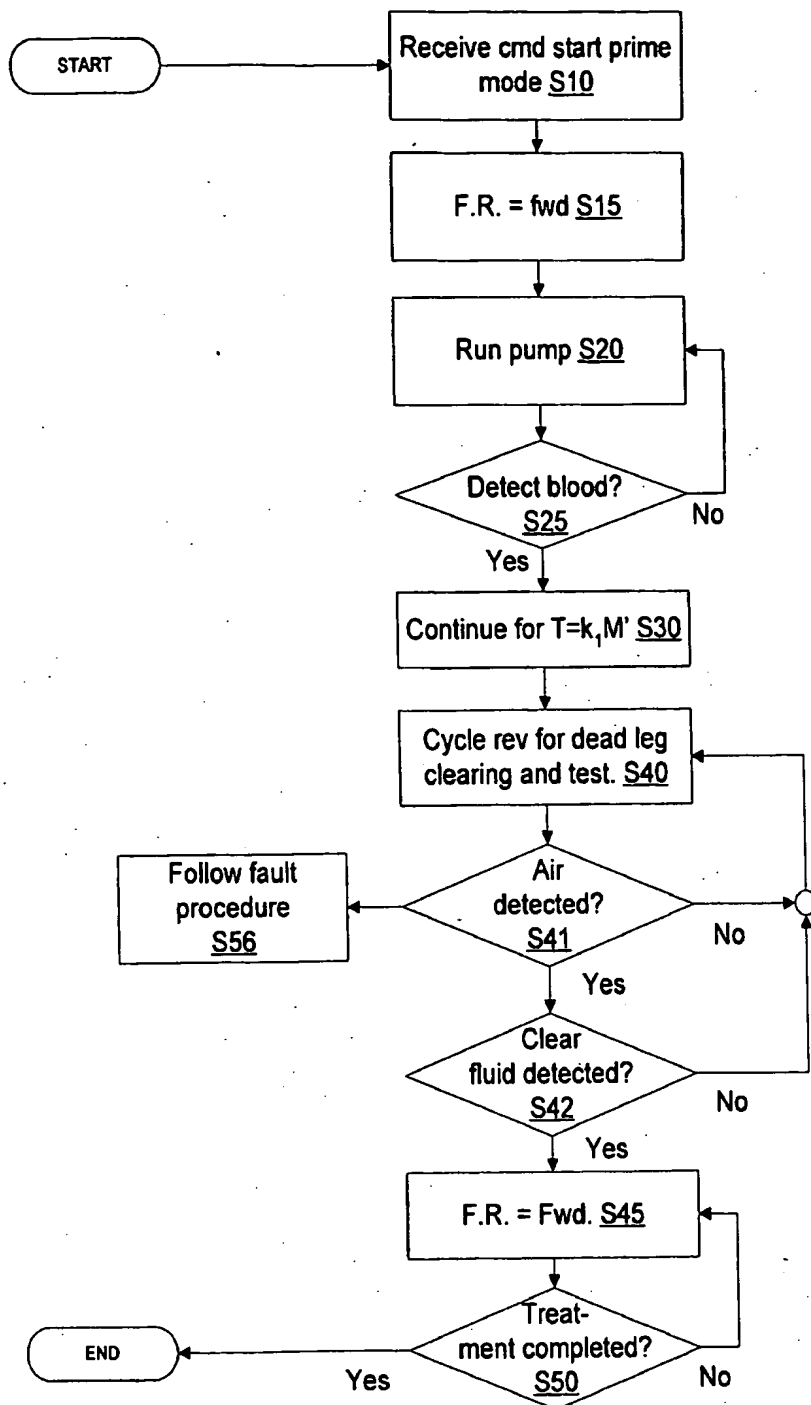 START
Receive cmd start prime
mode S10
F.R. = fwd S15
Run pump S20
Detect blood?
S25
No
Yes
Continue for T=k₁M' S30
Cycle rev for dead leg
clearing and test. S40
Follow fault
procedure
S56
Air
detected?
S41
No
Yes
Clear
fluid detected?
S42
No
Yes
F.R. = Fwd. S45
Treat-
ment completed?
S50
END
Yes
No